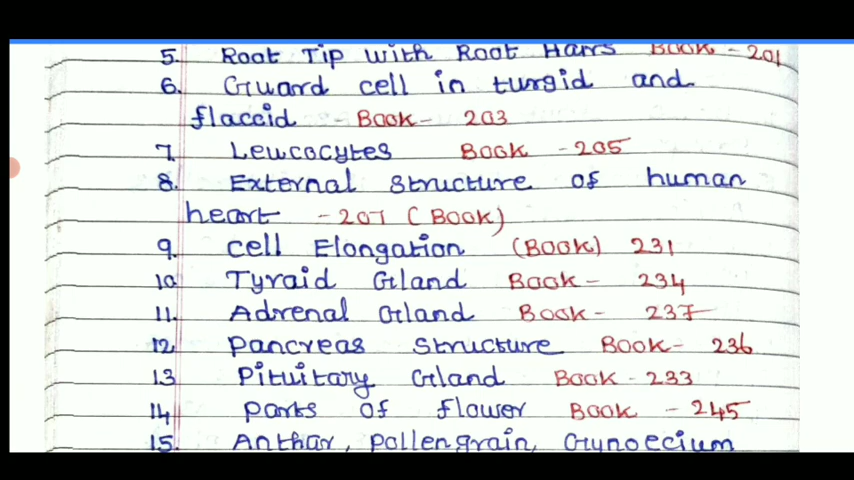 5. Root Tip with Root Hairs Book - 201
6. Guard cell in turgid and
flaccid - Book - 203
7. Leucocytes Book - 205
8. External structure of human
heart - 207 (Book)
9. cell Elongation (Book) 231
10 Tyroid Gland Book - 234
11. Adrenal Gland Book - 237
12. Pancreas structure Book - 236
13 Pituitary Gland Book - 233
14 Parts of flower Book - 245
15. Anthar, pollengrain, Gynoecium